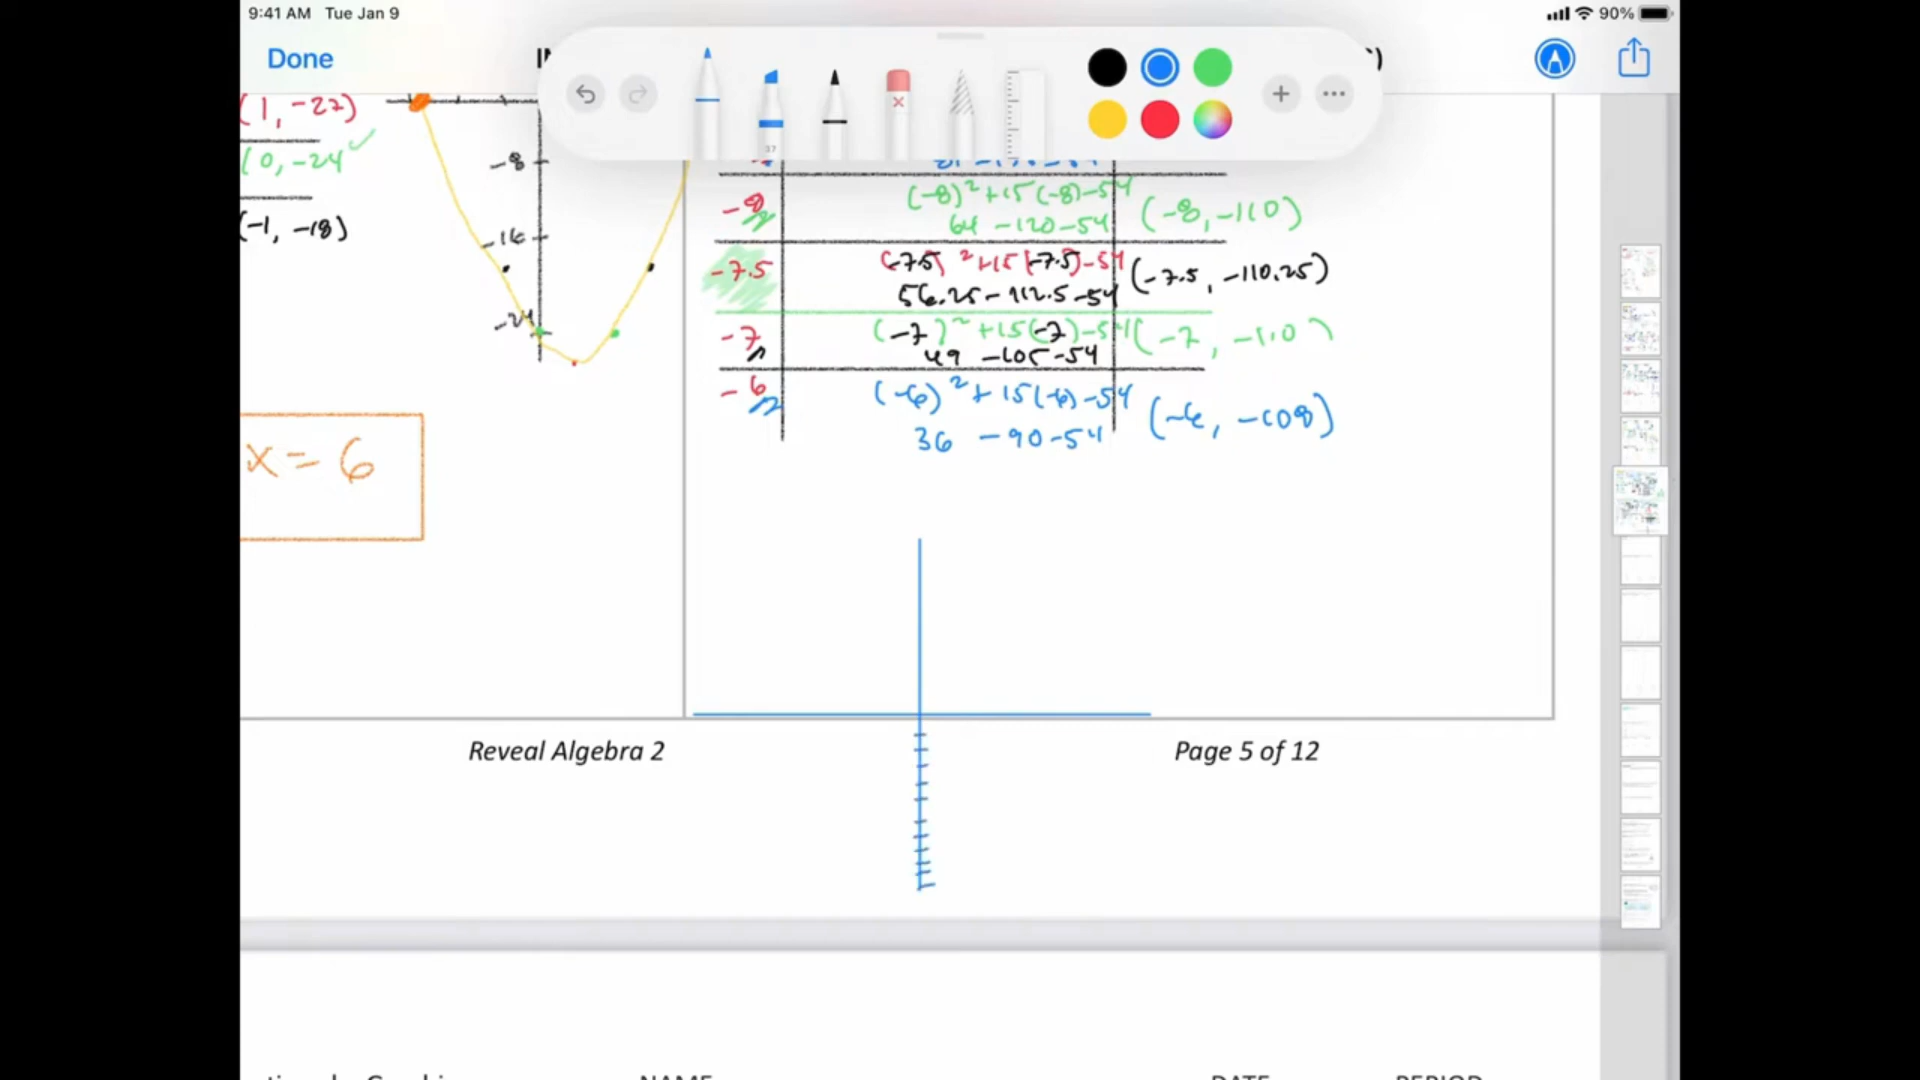 9:41 AM Tue Jan 9
90%
Done
(1, -27)
(0, -24
(-1, -18)
-8
-16
-24
x = 6
-8
(-8)² + 15(-8) - 54
64 - 120 - 54
(-8, -110)
-7.5
(-7.5)² + 15(-7.5) - 54
56.25 - 112.5 - 54
(-7.5, -110.25)
-7
(-7)² + 15(-7) - 54
49 - 105 - 54
(-7, -110)
-6
(-6)² + 15(-6) - 54
36 - 90 - 54
(-6, -108)
Reveal Algebra 2
Page 5 of 12
NAME
DATE
PERIOD